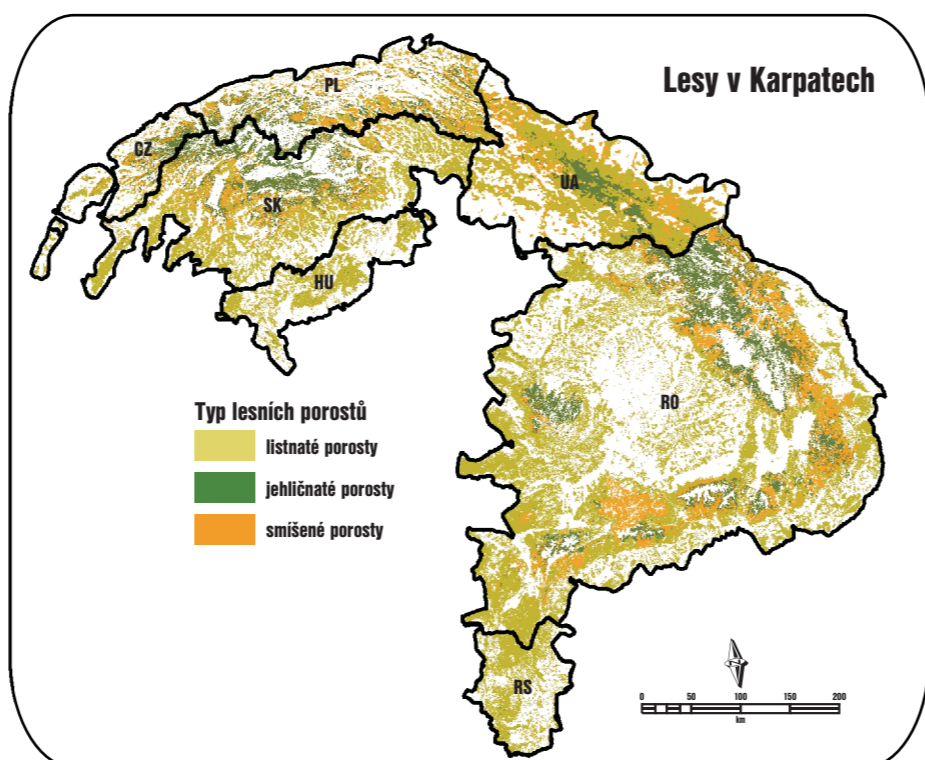 Lesy v Karpatech
PL
CZ
SK
UA
HU
RO
RS
Typ lesních porostů
listnaté porosty
jehličnaté porosty
smíšené porosty
0 50 100 150 200
km